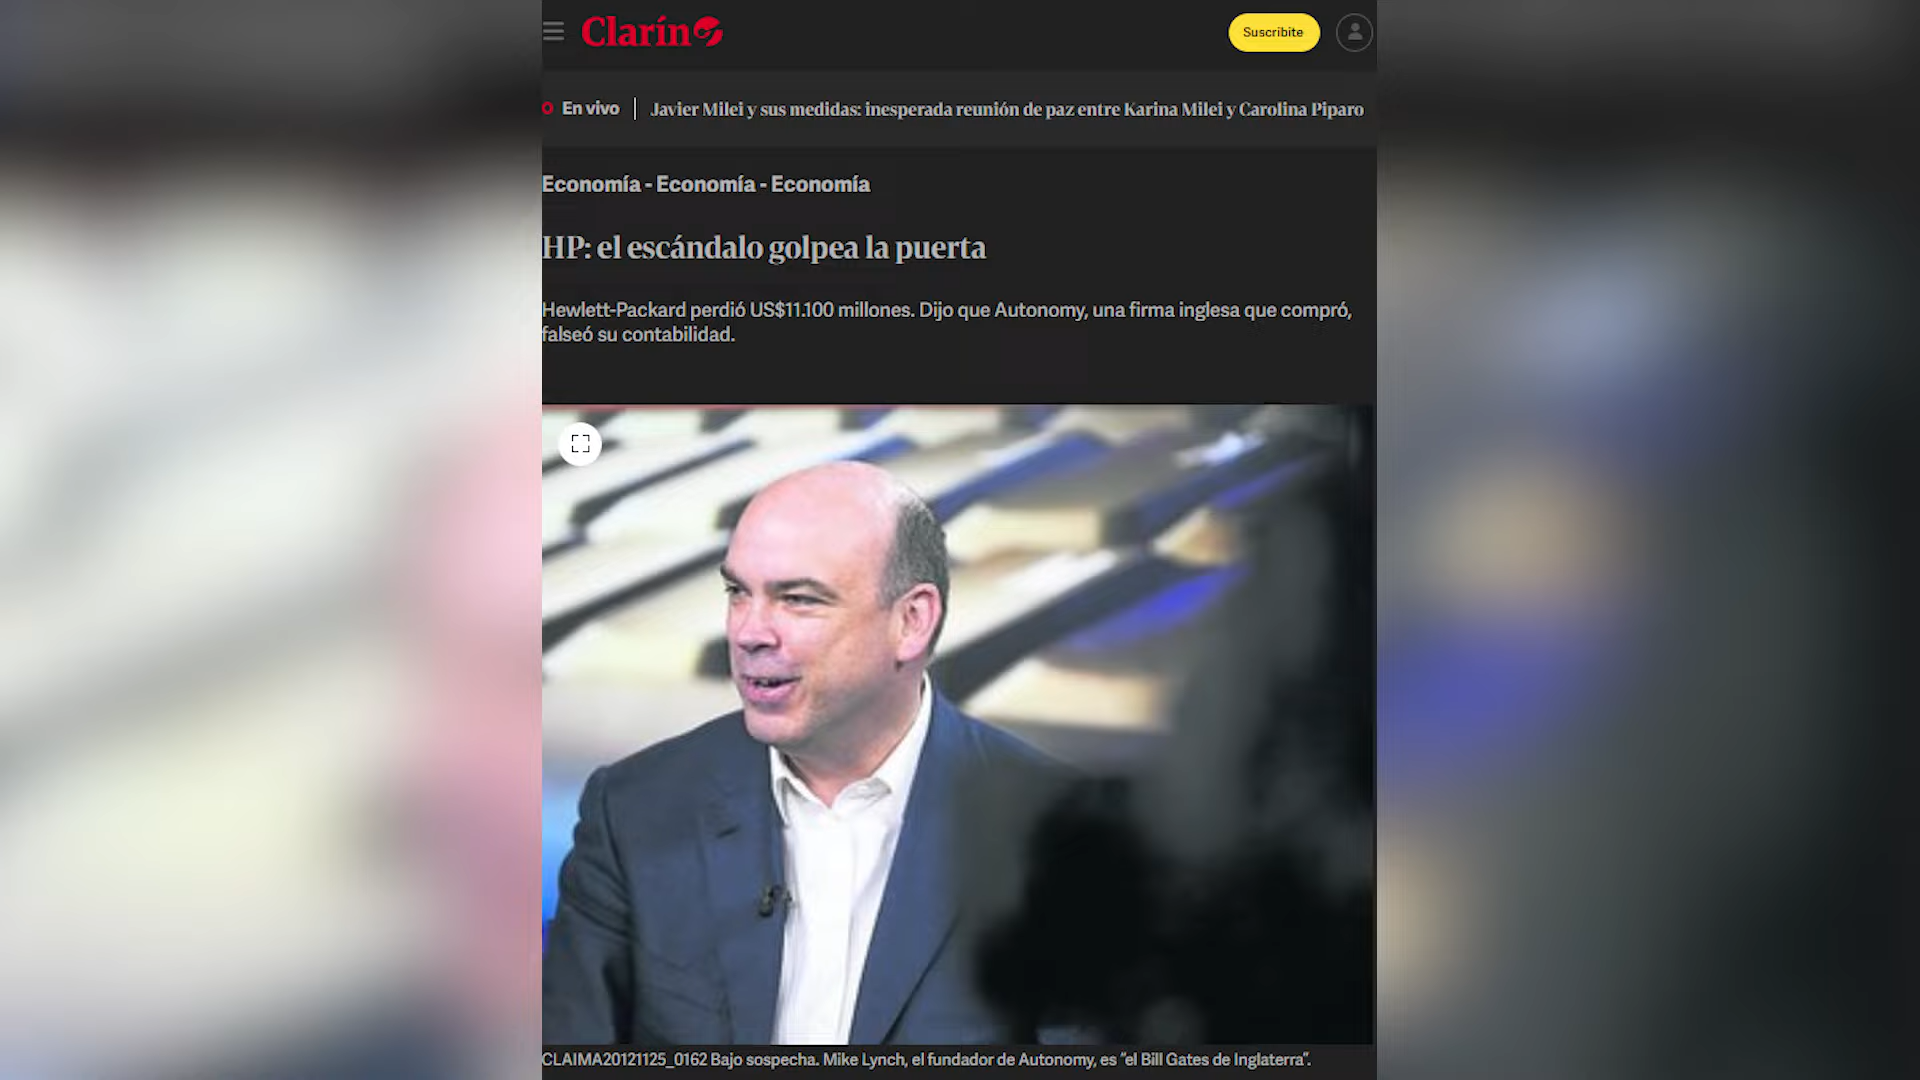 Clarín
Suscribite
En vivo
Javier Milei y sus medidas: inesperada reunión de paz entre Karina Milei y Carolina Piparo
Economía - Economía - Economía
HP: el escándalo golpea la puerta
Hewlett-Packard perdió US$11.100 millones. Dijo que Autonomy, una firma inglesa que compró,
falseó su contabilidad.
CLAIMA20121125_0162 Bajo sospecha. Mike Lynch, el fundador de Autonomy, es “el Bill Gates de Inglaterra”.